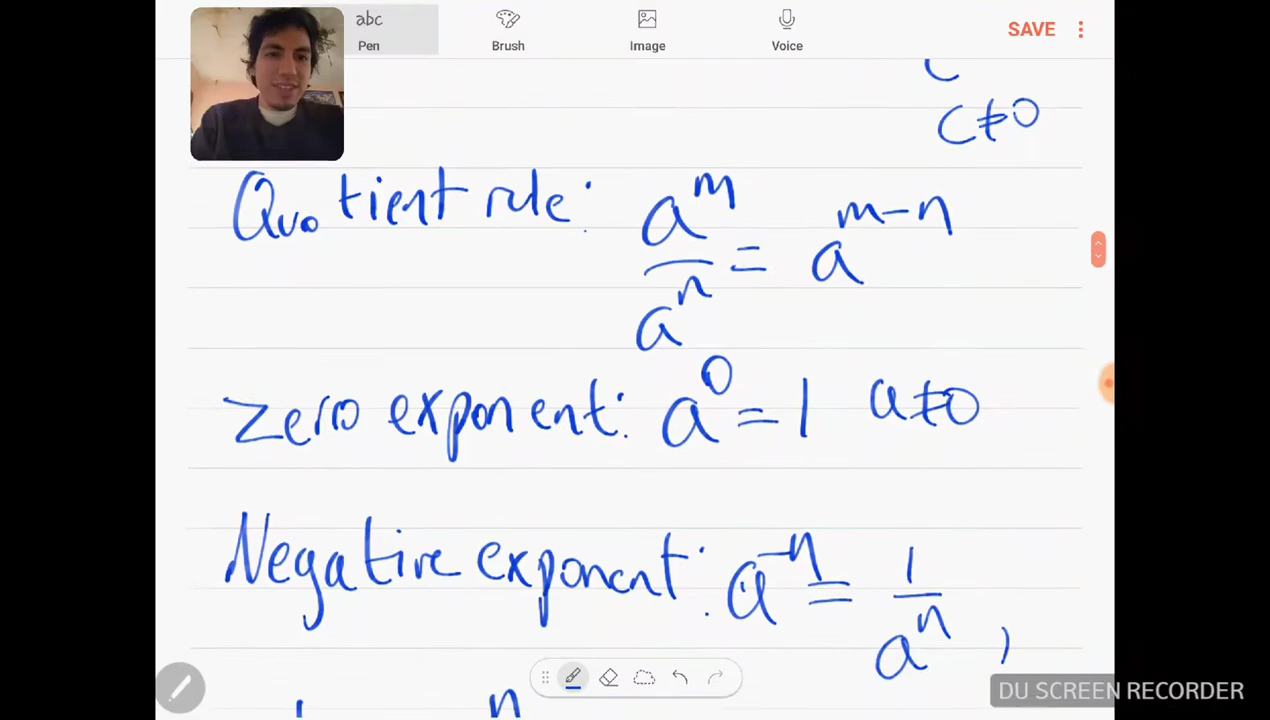 abc
Pen Brush Image Voice SAVE
C
C≠0
Quotient rule: a^m/a^n = a^(m-n)
Zero exponent: a^0 = 1 a≠0
Negative exponent: a^-n = 1/a^n ,
n
DU SCREEN RECORDER